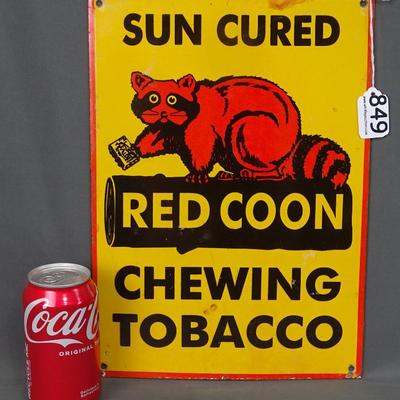 SUN CURED
849
RED COON
CHEWING
TOBACCO
Coca-Cola
ORIGINAL